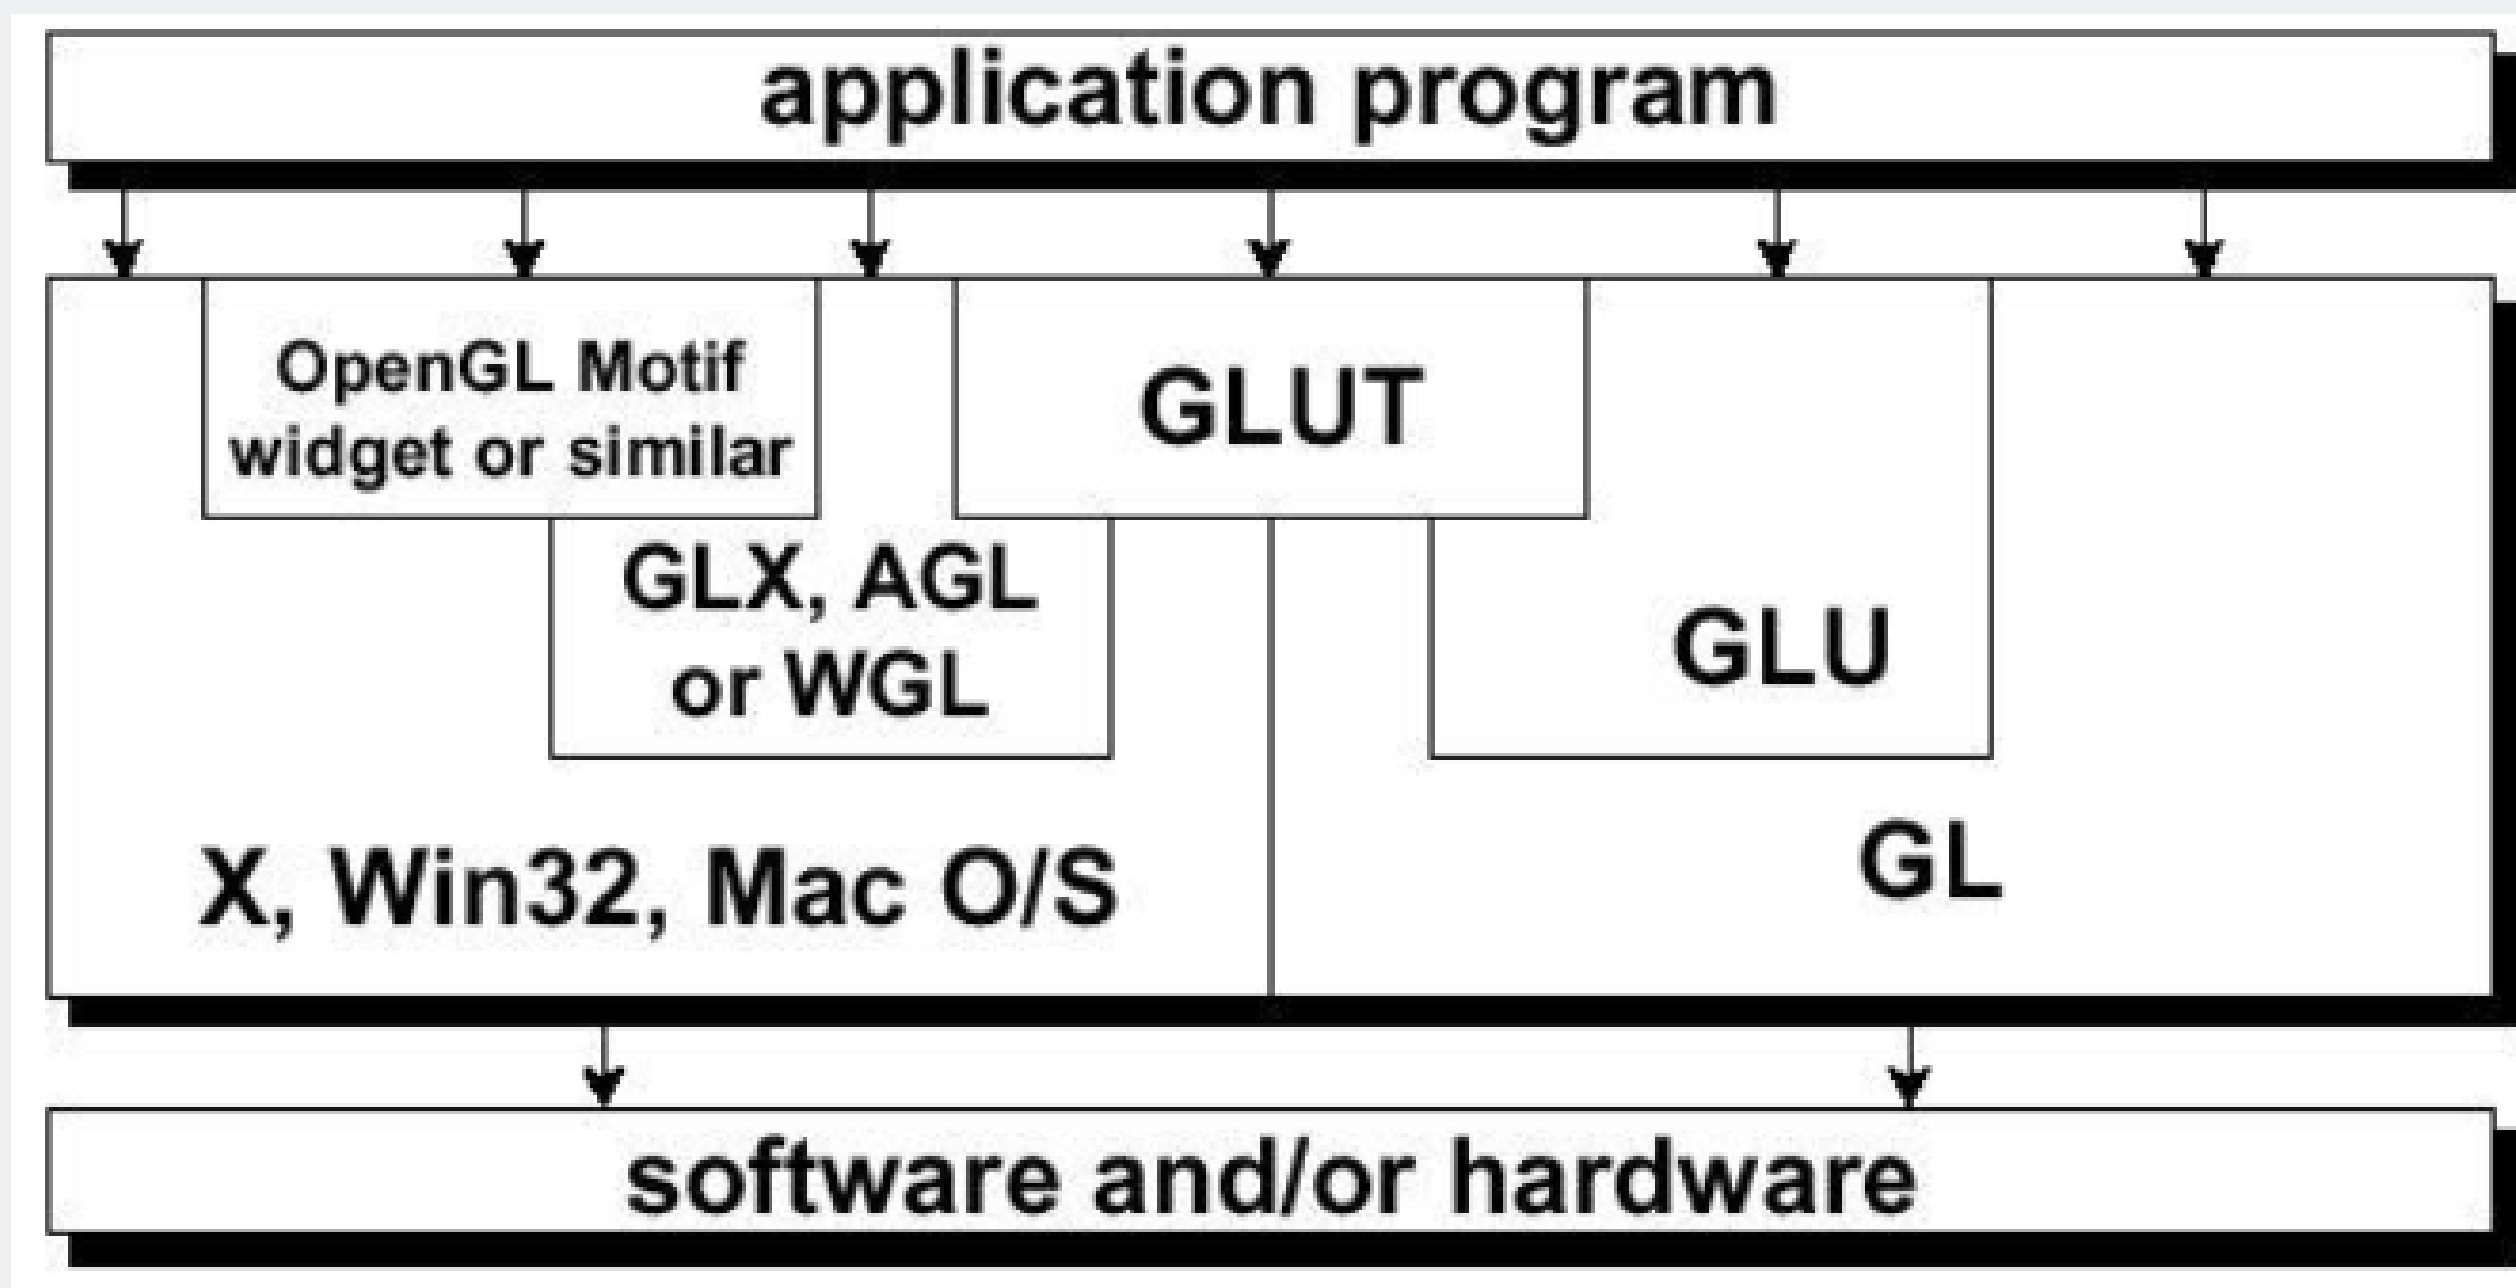 application program
OpenGL Motif
widget or similar
GLUT
GLX, AGL
or WGL
GLU
X, Win32, Mac O/S
GL
software and/or hardware